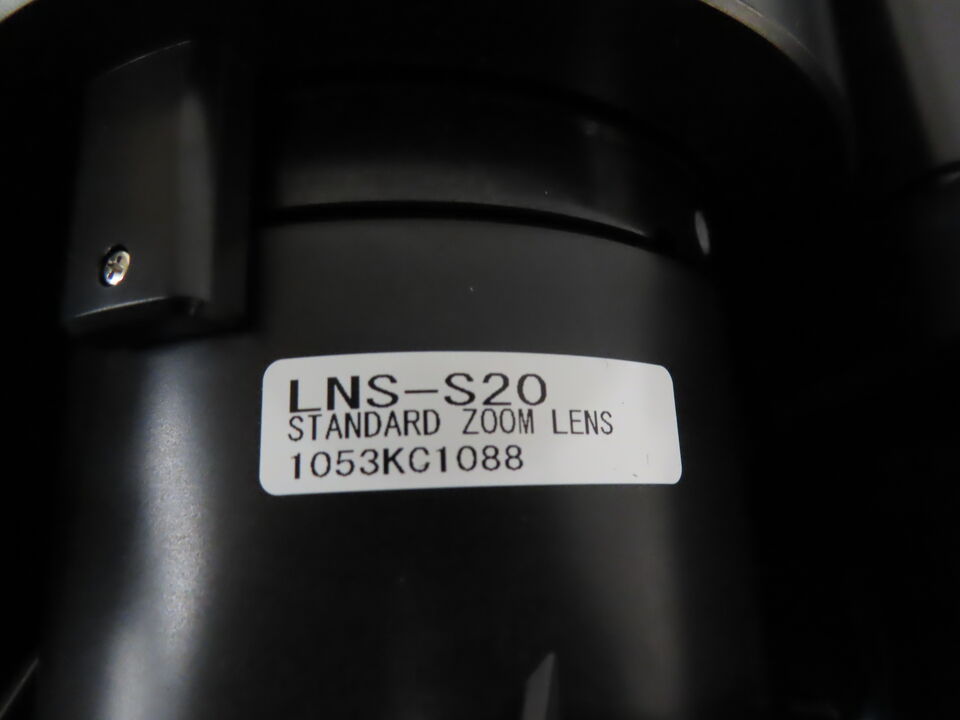 LNS-S20
STANDARD ZOOM LENS
1053KC1088